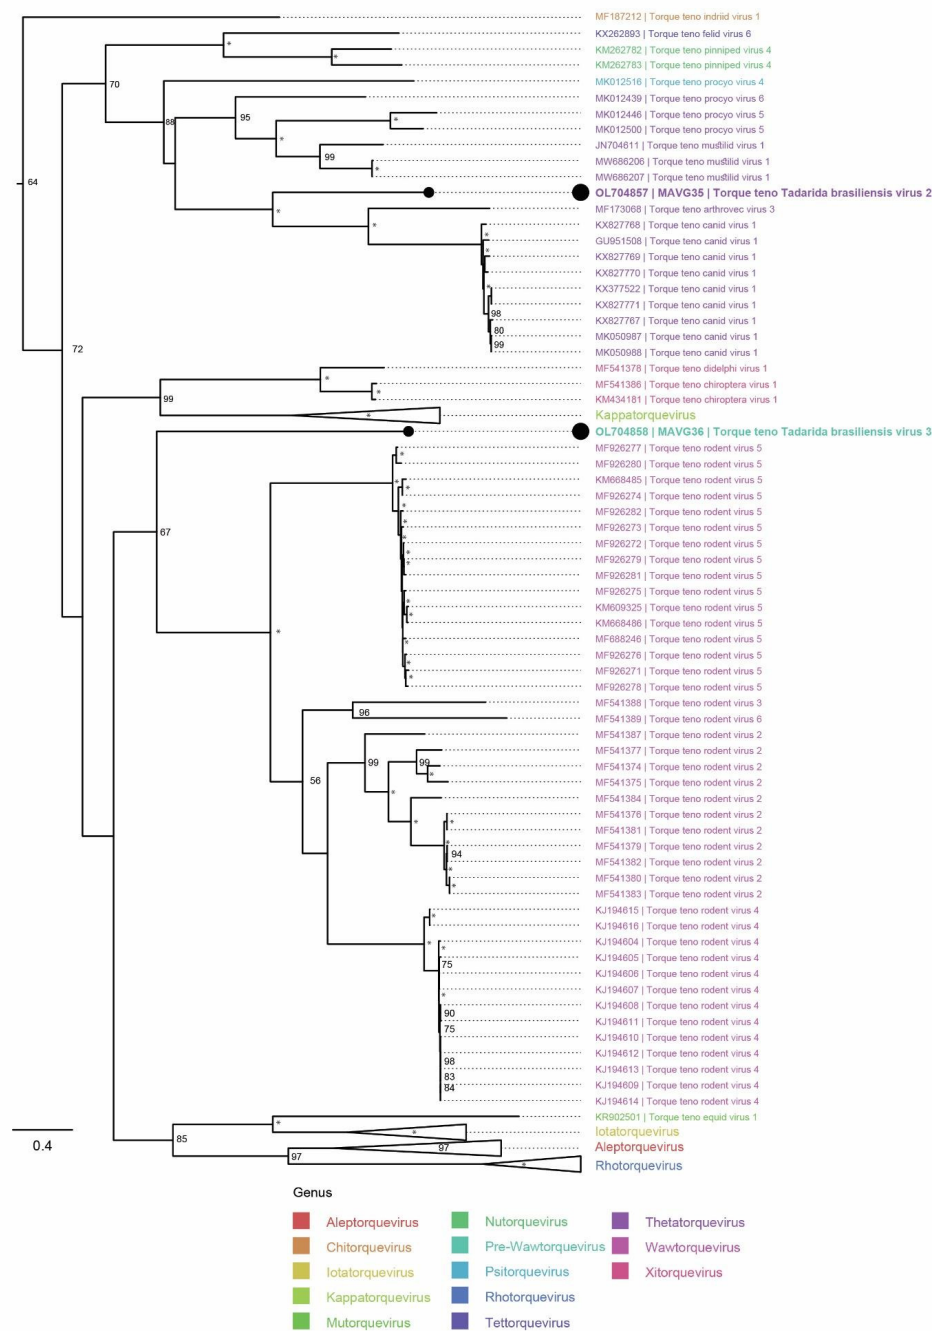 MF187212 | Torque teno indriid virus 1
KX262893 | Torque teno felid virus 6
*
KM262782 | Torque teno pinniped virus 4
*
KM262783 | Torque teno pinniped virus 4
70
MK012516 | Torque teno procyo virus 4
MK012439 | Torque teno procyo virus 6
95
MK012446 | Torque teno procyo virus 5
88
*
MK012500 | Torque teno procyo virus 5
*
JN704611 | Torque teno mustilid virus 1
99
MW686206 | Torque teno mustilid virus 1
*
MW686207 | Torque teno mustilid virus 1
64
OL704857 | MAVG35 | Torque teno Tadarida brasiliensis virus 2
*
MF173068 | Torque teno arthrovec virus 3
*
KX827768 | Torque teno canid virus 1
*
GU951508 | Torque teno canid virus 1
*
KX827769 | Torque teno canid virus 1
KX827770 | Torque teno canid virus 1
*
KX377522 | Torque teno canid virus 1
KX827771 | Torque teno canid virus 1
98
KX827767 | Torque teno canid virus 1
80
MK050987 | Torque teno canid virus 1
99
MK050988 | Torque teno canid virus 1
72
MF541378 | Torque teno didelphi virus 1
*
MF541386 | Torque teno chiroptera virus 1
*
KM434181 | Torque teno chiroptera virus 1
99
*
Kappatorquevirus
OL704858 | MAVG36 | Torque teno Tadarida brasiliensis virus 3
MF926277 | Torque teno rodent virus 5
*
MF926280 | Torque teno rodent virus 5
KM668485 | Torque teno rodent virus 5
*
*
MF926274 | Torque teno rodent virus 5
*
MF926282 | Torque teno rodent virus 5
*
MF926273 | Torque teno rodent virus 5
67
MF926272 | Torque teno rodent virus 5
*
MF926279 | Torque teno rodent virus 5
*
MF926281 | Torque teno rodent virus 5
MF926275 | Torque teno rodent virus 5
*
KM609325 | Torque teno rodent virus 5
*
KM668486 | Torque teno rodent virus 5
*
MF688246 | Torque teno rodent virus 5
*
MF926276 | Torque teno rodent virus 5
*
MF926271 | Torque teno rodent virus 5
*
MF926278 | Torque teno rodent virus 5
MF541388 | Torque teno rodent virus 3
96
MF541389 | Torque teno rodent virus 6
MF541387 | Torque teno rodent virus 2
MF541377 | Torque teno rodent virus 2
99
99
MF541374 | Torque teno rodent virus 2
*
56
MF541375 | Torque teno rodent virus 2
*
MF541384 | Torque teno rodent virus 2
MF541376 | Torque teno rodent virus 2
*
*
MF541381 | Torque teno rodent virus 2
*
MF541379 | Torque teno rodent virus 2
94
MF541382 | Torque teno rodent virus 2
*
MF541380 | Torque teno rodent virus 2
*
MF541383 | Torque teno rodent virus 2
KJ194615 | Torque teno rodent virus 4
*
KJ194616 | Torque teno rodent virus 4
*
KJ194604 | Torque teno rodent virus 4
*
KJ194605 | Torque teno rodent virus 4
75
KJ194606 | Torque teno rodent virus 4
KJ194607 | Torque teno rodent virus 4
*
KJ194608 | Torque teno rodent virus 4
90
KJ194611 | Torque teno rodent virus 4
75
KJ194610 | Torque teno rodent virus 4
KJ194612 | Torque teno rodent virus 4
98
KJ194613 | Torque teno rodent virus 4
83
KJ194609 | Torque teno rodent virus 4
84
KJ194614 | Torque teno rodent virus 4
KR902501 | Torque teno equid virus 1
*
*
Iotatorquevirus
85
97
Aleptorquevirus
97
*
Rhotorquevirus
0.4
Genus
Aleptorquevirus
Chitorquevirus
Iotatorquevirus
Kappatorquevirus
Mutorquevirus
Nutorquevirus
Pre-Wawtorquevirus
Psitorquevirus
Rhotorquevirus
Tettorquevirus
Thetatorquevirus
Wawtorquevirus
Xitorquevirus